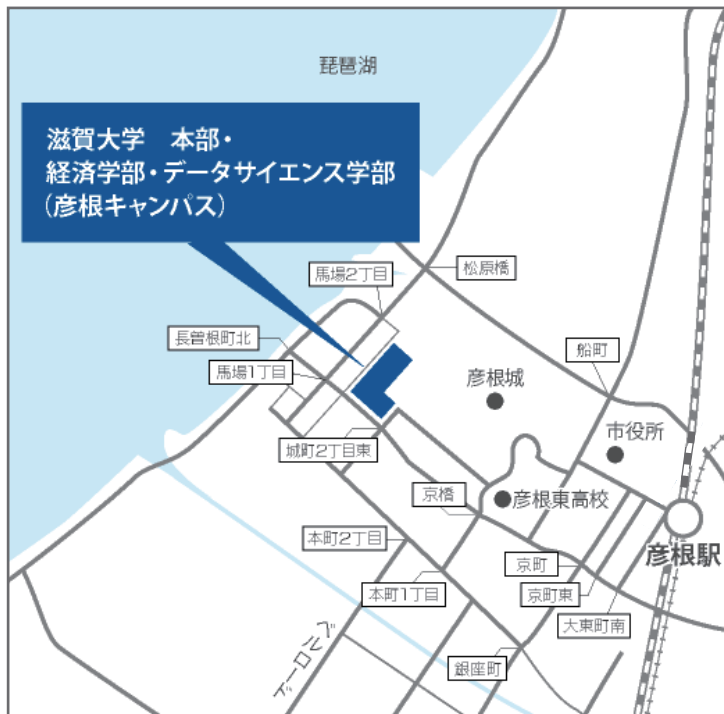 琵琶湖
滋賀大学　本部・
経済学部・データサイエンス学部
(彦根キャンパス)
馬場2丁目
松原橋
長曽根町北
馬場1丁目
船町
彦根城
城町2丁目東
市役所
京橋
彦根東高校
本町2丁目
京町
彦根駅
本町1丁目
京町東
大東町南
ベルロード
銀座町